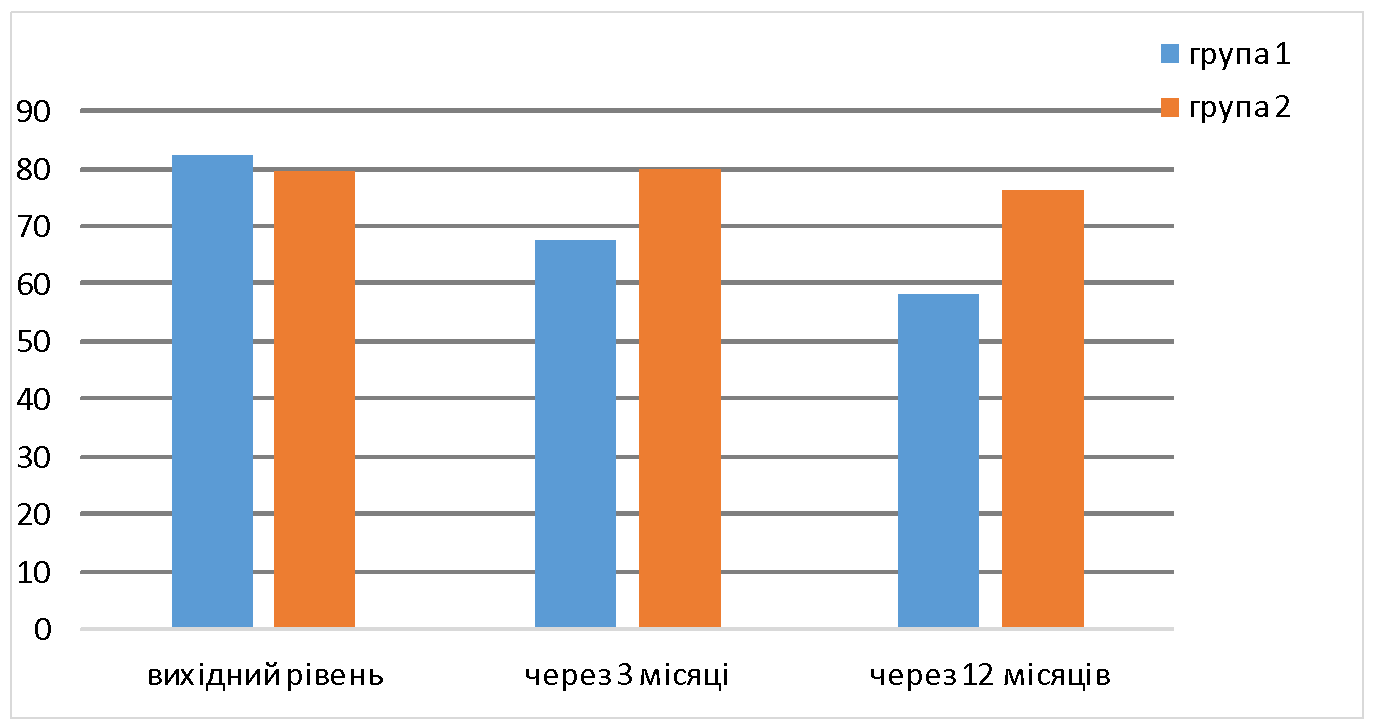 група 1
група 2
90
80
70
60
50
40
30
20
10
0
вихідний рівень
через 3 місяці
через 12 місяців